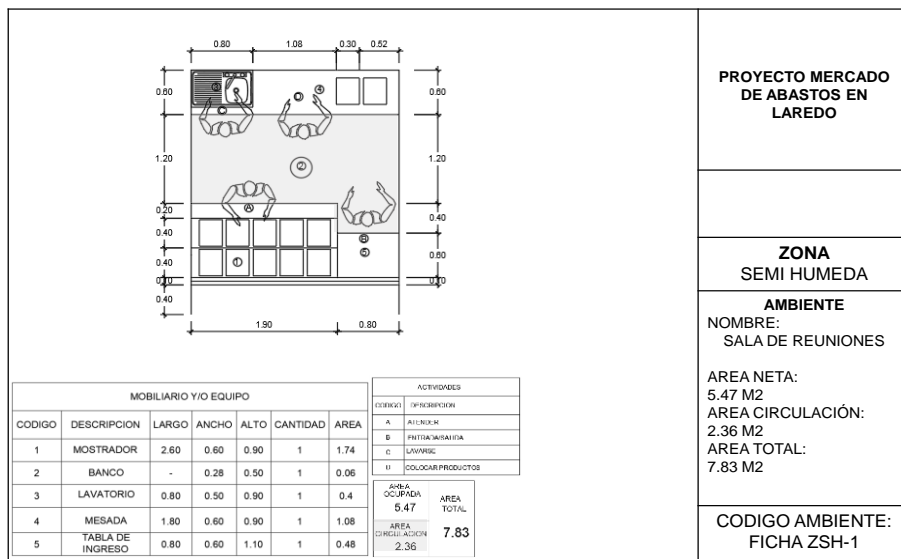 0.80 1.08 0.30 0.52
0.60 0.60
3 4
1.20 1.20
2
0.20 A
0.40 0.40
B
5
0.40 1 0.60
0.10 0.10
0.40
1.90 0.80
PROYECTO MERCADO
DE ABASTOS EN
LAREDO
ZONA
SEMI HUMEDA
AMBIENTE
NOMBRE:
SALA DE REUNIONES
AREA NETA:
5.47 M2
AREA CIRCULACIÓN:
2.36 M2
AREA TOTAL:
7.83 M2
CODIGO AMBIENTE:
FICHA ZSH-1
MOBILIARIO Y/O EQUIPO
CODIGO DESCRIPCION LARGO ANCHO ALTO CANTIDAD AREA
1 MOSTRADOR 2.60 0.60 0.90 1 1.74
2 BANCO - 0.28 0.50 1 0.06
3 LAVATORIO 0.80 0.50 0.90 1 0.4
4 MESADA 1.80 0.60 0.90 1 1.08
5 TABLA DE
INGRESO 0.80 0.60 1.10 1 0.48
ACTIVIDADES
CODIGO DESCRIPCION
A ATENDER
B ENTRADA/SALIDA
C LAVARSE
D COLOCAR PRODUCTOS
AREA
OCUPADA
5.47
AREA
CIRCULACION
2.36
AREA
TOTAL
7.83